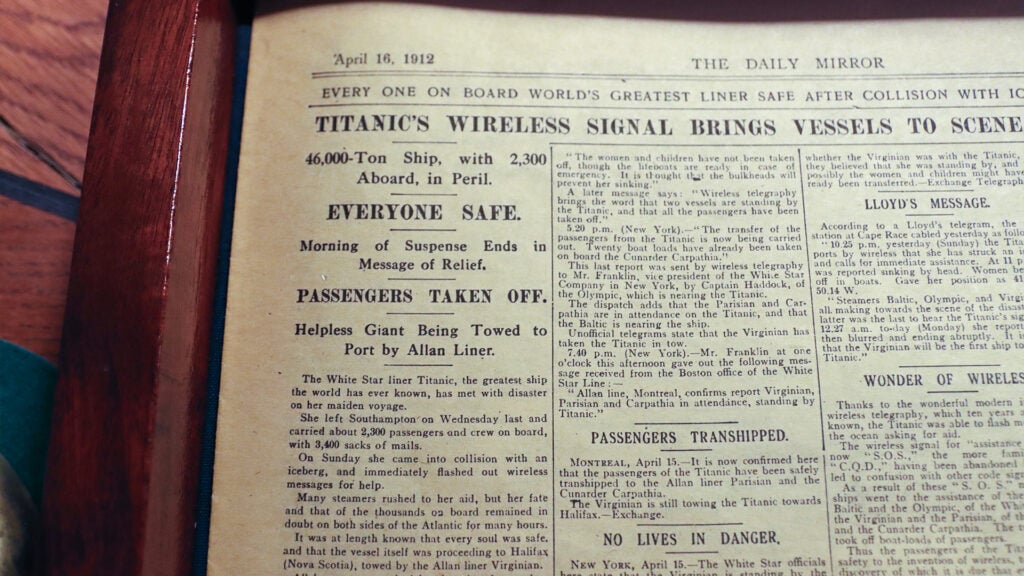 April 16, 1912
THE DAILY MIRROR
EVERY ONE ON BOARD WORLD'S GREATEST LINER SAFE AFTER COLLISION WITH
TITANIC'S WIRELESS SIGNAL BRINGS VESSELS TO SCENE
46,000-Ton Ship, with 2,300
Aboard, in Peril.
EVERYONE SAFE.
Morning of Suspense Ends in
Message of Relief.
PASSENGERS TAKEN OFF.
Helpless Giant Being Towed to
Port by Allan Liner.
The White Star liner Titanic, the greatest ship
the world has ever known, has met with disaster
on her maiden voyage.
She left Southampton on Wednesday last and
carried about 2,300 passengers and crew on board,
with 3,400 sacks of mails.
On Sunday she came into collision with an
iceberg, and immediately flashed out wireless
messages for help.
Many steamers rushed to her aid, but her fate
and that of the thousands on board remained in
doubt on both sides of the Atlantic for many hours.
It was at length known that every soul was safe,
and that the vessel itself was proceeding to Halifax
(Nova Scotia), towed by the Allan liner Virginian.
"The women and children have not been taken
off, though the lifeboats are ready in case of
emergency. It is thought that the bulkheads will
prevent her sinking."
A later message says: "Wireless telegraphy
brings the word that two vessels are standing by
the Titanic, and that all the passengers have been
taken off."
5.20 p.m. (New York).—"The transfer of the
passengers from the Titanic is now being carried
out. Twenty boat loads have already been taken
on board the Cunarder Carpathia."
This last report was sent by wireless telegraphy
to Mr. Franklin, vice president of the White Star
Company in New York, by Captain Haddock, of
the Olympic, which is nearing the Titanic.
The dispatch adds that the Parisian and Car-
pathia are in attendance on the Titanic, and that
the Baltic is nearing the ship.
Unofficial telegrams state that the Virginian has
taken the Titanic in tow.
7.40 p.m. (New York).—Mr. Franklin at one
o'clock this afternoon gave out the following mes-
sage received from the Boston office of the White
Star Line:—
"Allan line, Montreal, confirms report Virginian,
Parisian and Carpathia in attendance, standing by
Titanic."
PASSENGERS TRANSHIPPED.
MONTREAL, April 15.—It is now confirmed here
that the passengers of the Titanic have been safely
transhipped to the Allan liner Parisian and the
Cunarder Carpathia.
The Virginian is still towing the Titanic towards
Halifax.—Exchange.
NO LIVES IN DANGER.
NEW YORK, April 15.—The White Star officials
here state that the Virginian is standing by the
whether the Virginian was with the Titanic,
they believed that she was standing by, and
possibly the women and children might have
ready been transferred.—Exchange Telegraph
LLOYD'S MESSAGE.
According to a Lloyd's telegram, the
station at Cape Race cabled yesterday as
"10.25 p.m. yesterday (Sunday) the
ports by wireless that she has struck an
and calls for immediate assistance. At 11
was reported sinking by head. Women
off in boats. Gave her position as
50.14 W.
"Steamers Baltic, Olympic, and
all making towards the scene of the
latter was the last to hear the Titanic's
12.27 a.m. to-day (Monday) she
then blurred and ending abruptly. It
that the Virginian will be the first ship to
Titanic."
WONDER OF
Thanks to the wonderful modern
wireless telegraphy, which ten years
known, the Titanic was able to flash
the ocean asking for aid.
The wireless signal for "assistance
now "S.O.S.," the more
"C.Q.D.," having been abandoned
led to confusion with other code
As a result of these "S. O. S."
ships went to the assistance of the
Baltic and the Olympic, of the
the Virginian and the Parisian, of
and the Cunarder Carpathia. The
took off boat-loads of passengers.
Thus the passengers of the
safety to the invention of wireless,
discovery of which it is due that